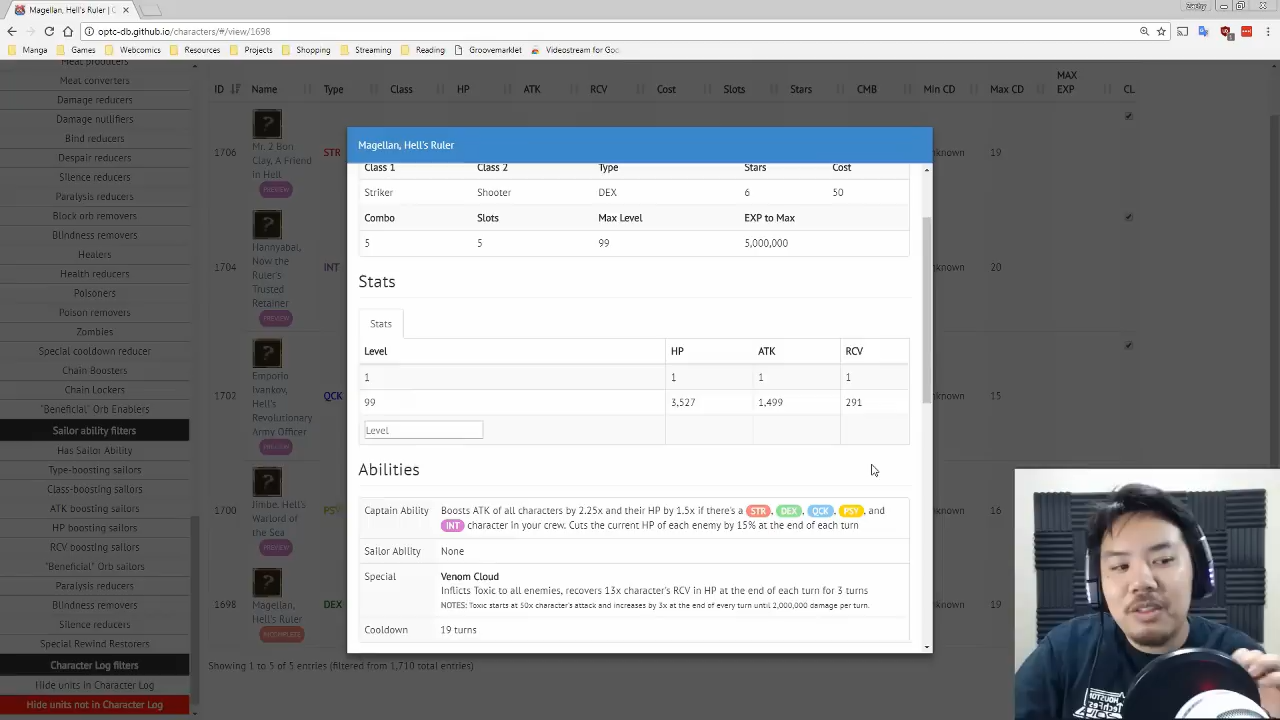 Magellan, Hell's Ruler | C
optc-db.github.io/characters/#/view/1698
Manga Games Webcomics Resources Projects Shopping Streaming Reading Groovemarklet Videostream for Goo
Meat producers
Meat converters
Damage reducers
Damage nullifiers
Bind reducers
Despair reducers
Silence reducers
Paralysis reducers
Block orb removers
Blindness removers
Healers
Health reducers
Poisoners
Poison removers
Zombies
Special cooldown reducer
Chain Boosters
Chain Lockers
"Beneficial" Orb Enablers
Sailor ability filters
Has Sailor Ability
Type-boosting sailors
Class-boosting sailors
ATK boosting sailors
HP boosting sailors
RCV boosting sailors
"Beneficial" Orb sailors
Paralysis reducers
Blindness reducers
Silence reducers
Special Rewind Restorers
Character Log filters
Hide units in Character Log
Hide units not in Character Log
ID Name Type Class HP ATK RCV Cost Slots Stars CMB Min CD Max CD MAX EXP CL
Mr. 2 Bon Clay, A Friend In Hell
PREVIEW
STR
19
Hannyabal, Now the Ruler's Trusted Retainer
PREVIEW
INT
20
Emporio Ivankov, Hell's Revolutionary Army Officer
PREVIEW
QCK
15
Jimbe, Hell's Warlord of the Sea
PREVIEW
PSY
16
1698 Magellan, Hell's Ruler
INCOMPLETE
DEX
19
Showing 1 to 5 of 5 entries (filtered from 1,710 total entries)
Magellan, Hell's Ruler
Class 1 Class 2 Type Stars Cost
Striker Shooter DEX 6 50
Combo Slots Max Level EXP to Max
5 5 99 5,000,000
Stats
Stats
Level HP ATK RCV
1 1 1 1
99 3,527 1,499 291
Level
Abilities
Captain Ability Boosts ATK of all characters by 2.25x and their HP by 1.5x if there's a STR, DEX, QCK, PSY, and
INT character in your crew. Cuts the current HP of each enemy by 15% at the end of each turn
Sailor Ability None
Special Venom Cloud
Inflicts Toxic to all enemies, recovers 13x character's RCV in HP at the end of each turn for 3 turns
NOTES: Toxic starts at character's attack and increases by 3x at the end of every turn until 2,000,000 damage per turn.
Cooldown 19 turns
HOUSTON